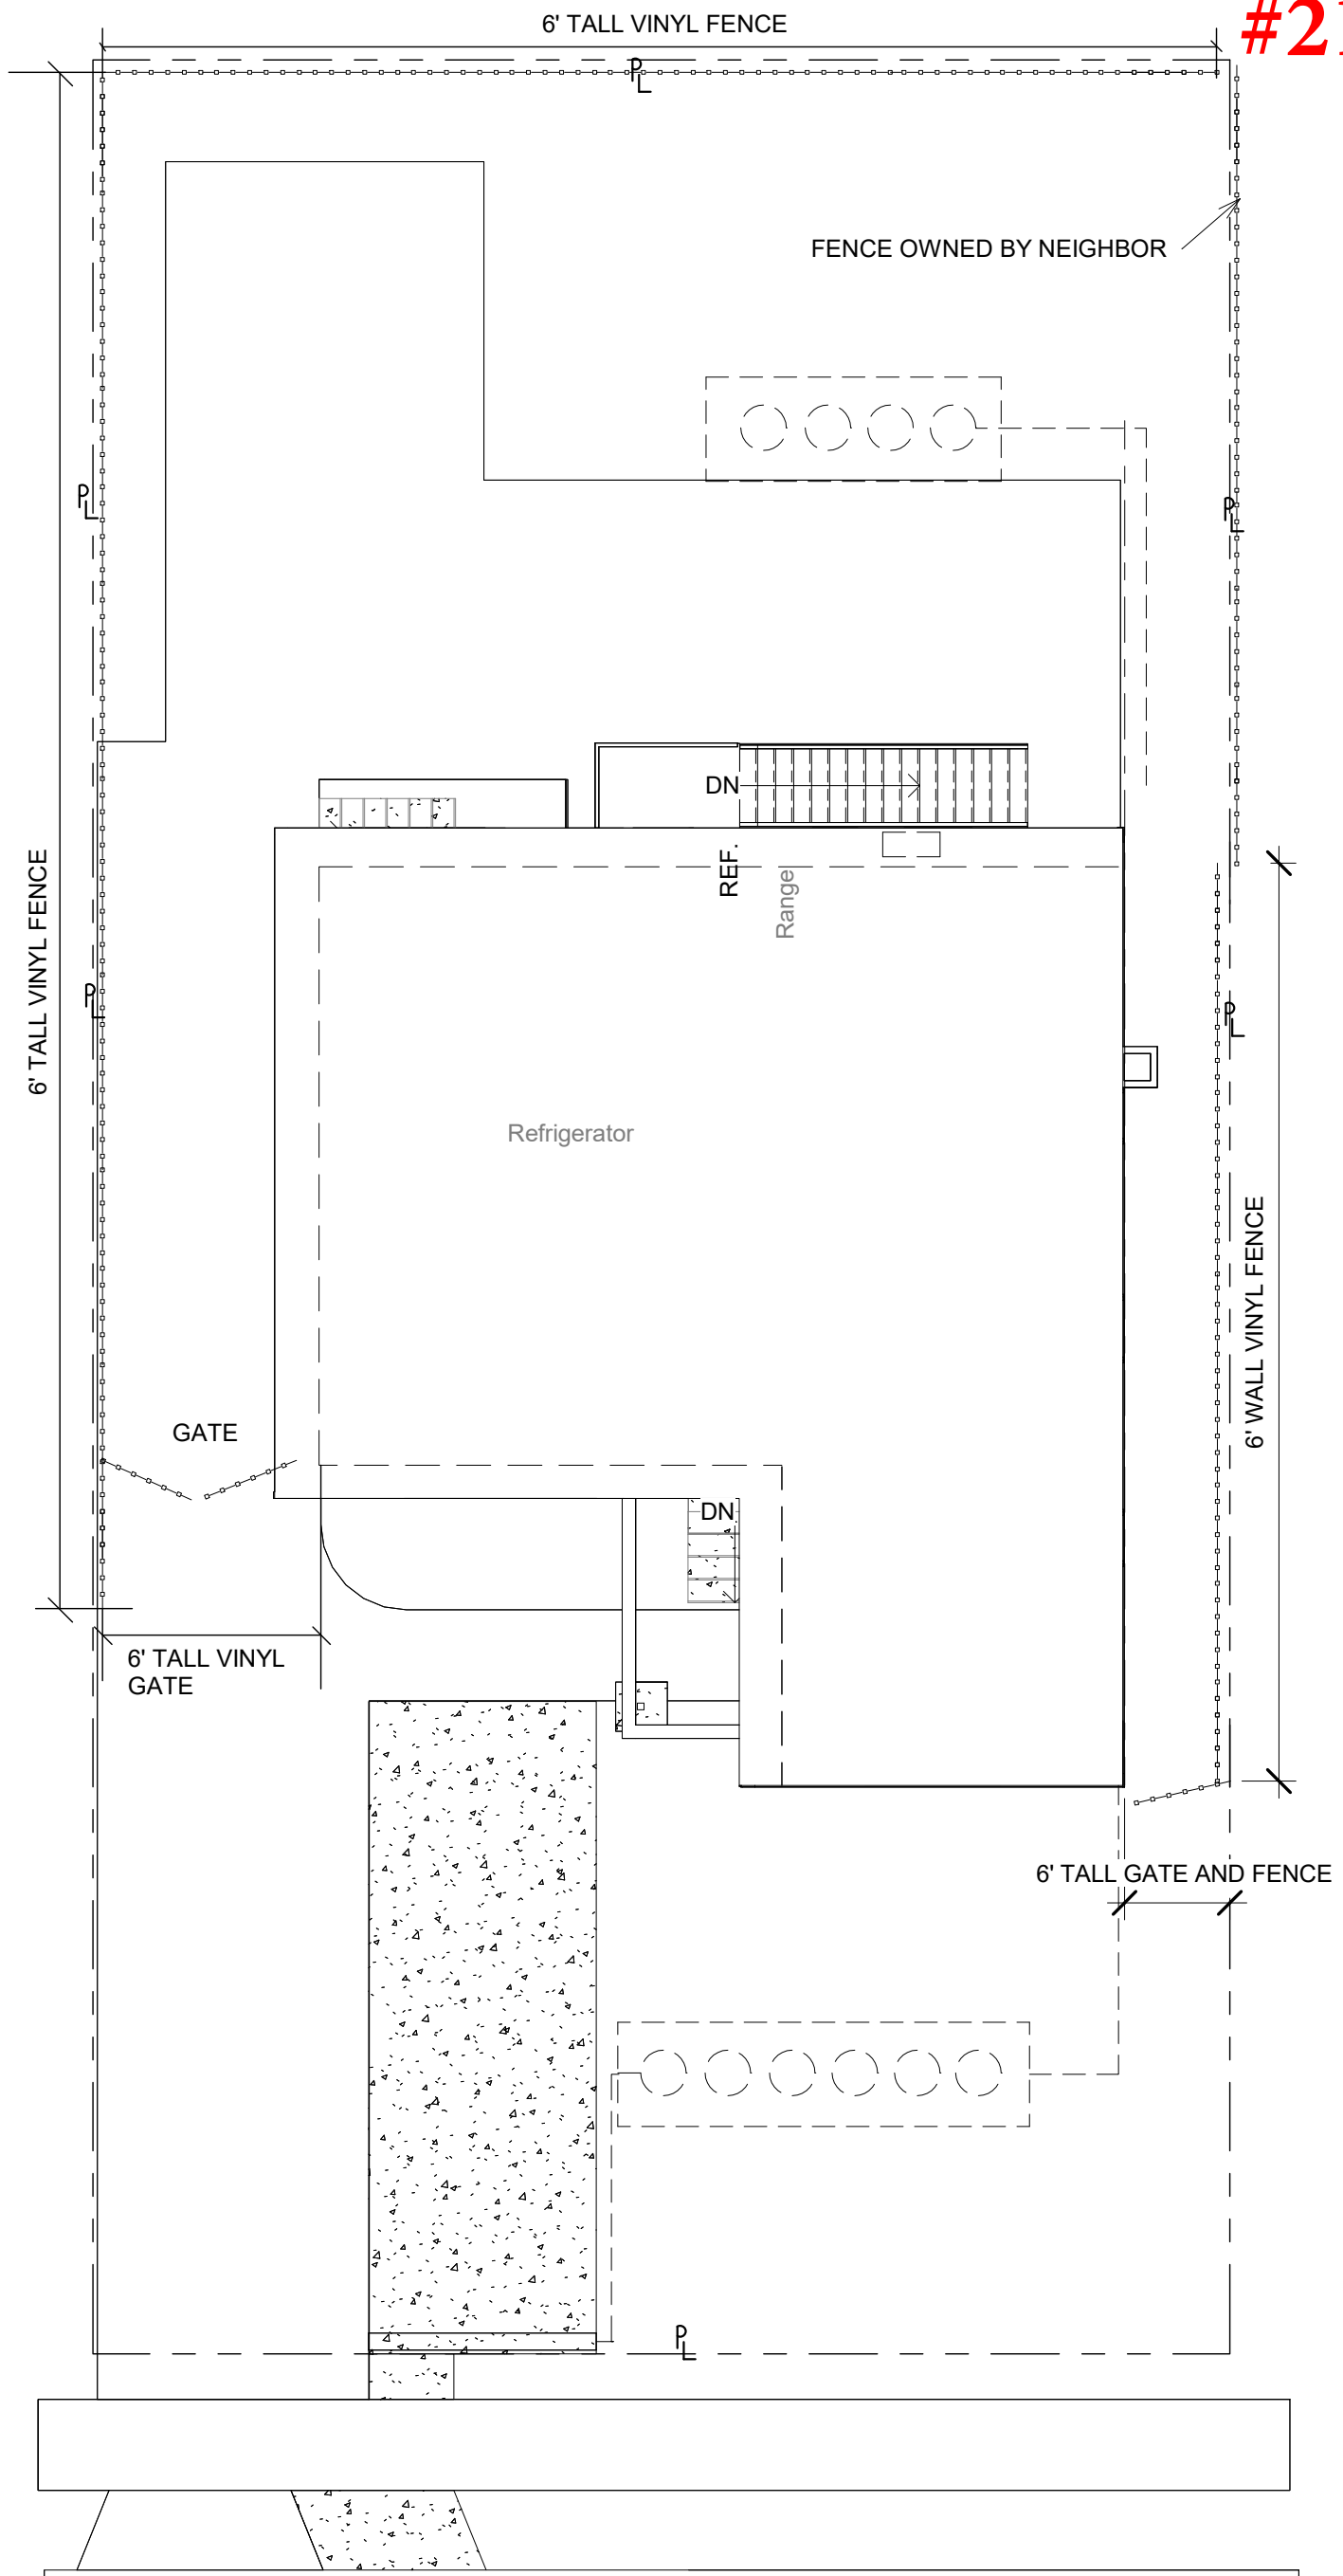 6' TALL VINYL FENCE
#21
PL
FENCE OWNED BY NEIGHBOR
PL
PL
DN
REF.
Range
6' TALL VINYL FENCE
PL
PL
Refrigerator
6' WALL VINYL FENCE
GATE
DN
6' TALL VINYL
GATE
6' TALL GATE AND FENCE
PL